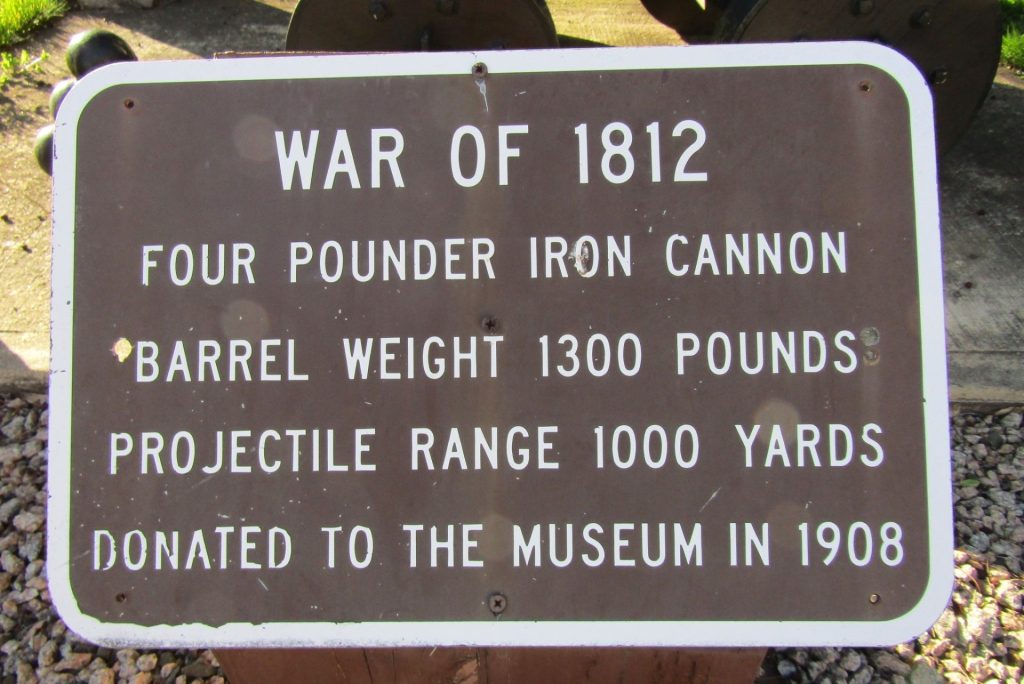 WAR OF 1812
FOUR POUNDER IRON CANNON
BARREL WEIGHT 1300 POUNDS
PROJECTILE RANGE 1000 YARDS
DONATED TO THE MUSEUM IN 1908